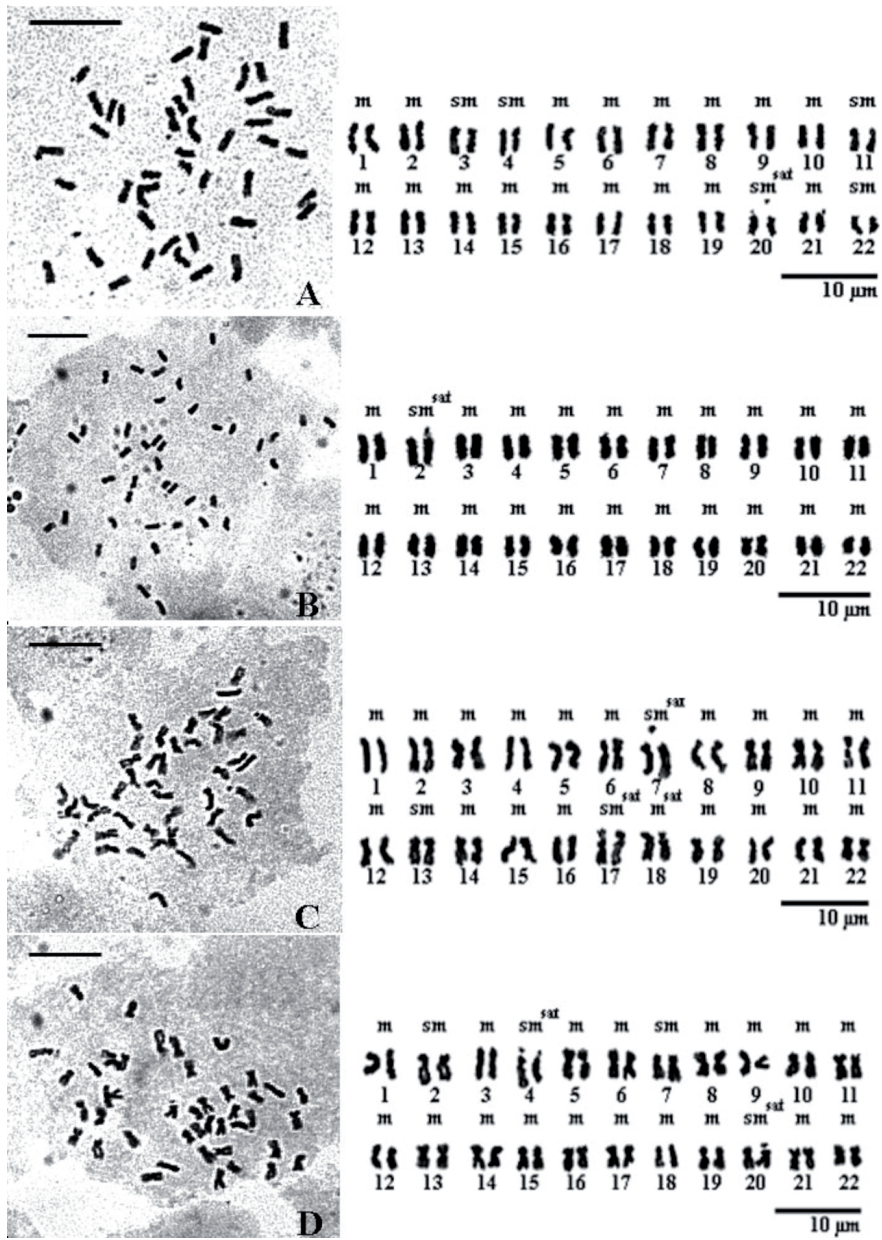 m m sm sm m m m m m m sm
1 2 3 4 5 6 7 8 9 10 11
m m m m m m m m sm sat m sm
12 13 14 15 16 17 18 19 20 21 22
10 µm
A
m sm sat m m m m m m m m m
1 2 3 4 5 6 7 8 9 10 11
m m m m m m m m m m m
12 13 14 15 16 17 18 19 20 21 22
10 µm
B
m m m m m m sm sat m m m m
1 2 3 4 5 6 7 8 9 10 11
m sm m m m sm sat m sat m m m m
12 13 14 15 16 17 18 19 20 21 22
10 µm
C
m sm m sm sat m m sm m m m m
1 2 3 4 5 6 7 8 9 10 11
m m m m m m m m sm sat m m
12 13 14 15 16 17 18 19 20 21 22
10 µm
D